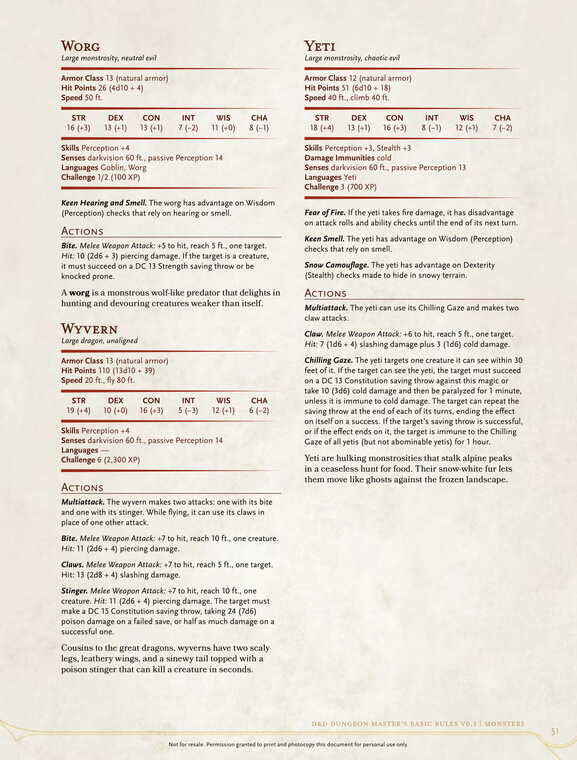 Worg
Large monstrosity, neutral evil
Armor Class 13 (natural armor)
Hit Points 26 (4d10 + 4)
Speed 50 ft.
STR DEX CON INT WIS CHA
16 (+3) 13 (+1) 13 (+1) 7 (−2) 11 (+0) 8 (−1)
Skills Perception +4
Senses darkvision 60 ft., passive Perception 14
Languages Goblin, Worg
Challenge 1/2 (100 XP)
Keen Hearing and Smell. The worg has advantage on Wisdom
(Perception) checks that rely on hearing or smell.
Actions
Bite. Melee Weapon Attack: +5 to hit, reach 5 ft., one target.
Hit: 10 (2d6 + 3) piercing damage. If the target is a creature,
it must succeed on a DC 13 Strength saving throw or be
knocked prone.
A worg is a monstrous wolf-like predator that delights in
hunting and devouring creatures weaker than itself.
Wyvern
Large dragon, unaligned
Armor Class 13 (natural armor)
Hit Points 110 (13d10 + 39)
Speed 20 ft., fly 80 ft.
STR DEX CON INT WIS CHA
19 (+4) 10 (+0) 16 (+3) 5 (−3) 12 (+1) 6 (−2)
Skills Perception +4
Senses darkvision 60 ft., passive Perception 14
Languages —
Challenge 6 (2,300 XP)
Actions
Multiattack. The wyvern makes two attacks: one with its bite
and one with its stinger. While flying, it can use its claws in
place of one other attack.
Bite. Melee Weapon Attack: +7 to hit, reach 10 ft., one creature.
Hit: 11 (2d6 + 4) piercing damage.
Claws. Melee Weapon Attack: +7 to hit, reach 5 ft., one target.
Hit: 13 (2d8 + 4) slashing damage.
Stinger. Melee Weapon Attack: +7 to hit, reach 10 ft., one
creature. Hit: 11 (2d6 + 4) piercing damage. The target must
make a DC 15 Constitution saving throw, taking 24 (7d6)
poison damage on a failed save, or half as much damage on a
successful one.
Cousins to the great dragons, wyverns have two scaly
legs, leathery wings, and a sinewy tail topped with a
poison stinger that can kill a creature in seconds.
Yeti
Large monstrosity, chaotic evil
Armor Class 12 (natural armor)
Hit Points 51 (6d10 + 18)
Speed 40 ft., climb 40 ft.
STR DEX CON INT WIS CHA
18 (+4) 13 (+1) 16 (+3) 8 (−1) 12 (+1) 7 (−2)
Skills Perception +3, Stealth +3
Damage Immunities cold
Senses darkvision 60 ft., passive Perception 13
Languages Yeti
Challenge 3 (700 XP)
Fear of Fire. If the yeti takes fire damage, it has disadvantage
on attack rolls and ability checks until the end of its next turn.
Keen Smell. The yeti has advantage on Wisdom (Perception)
checks that rely on smell.
Snow Camouflage. The yeti has advantage on Dexterity
(Stealth) checks made to hide in snowy terrain.
Actions
Multiattack. The yeti can use its Chilling Gaze and makes two
claw attacks.
Claw. Melee Weapon Attack: +6 to hit, reach 5 ft., one target.
Hit: 7 (1d6 + 4) slashing damage plus 3 (1d6) cold damage.
Chilling Gaze. The yeti targets one creature it can see within 30
feet of it. If the target can see the yeti, the target must succeed
on a DC 13 Constitution saving throw against this magic or
take 10 (3d6) cold damage and then be paralyzed for 1 minute,
unless it is immune to cold damage. The target can repeat the
saving throw at the end of each of its turns, ending the effect
on itself on a success. If the target's saving throw is successful,
or if the effect ends on it, the target is immune to the Chilling
Gaze of all yetis (but not abominable yetis) for 1 hour.
Yeti are hulking monstrosities that stalk alpine peaks
in a ceaseless hunt for food. Their snow-white fur lets
them move like ghosts against the frozen landscape.
D&D Dungeon Master's Basic Rules v0.3 | Monsters
51
Not for resale. Permission granted to print and photocopy this document for personal use only.